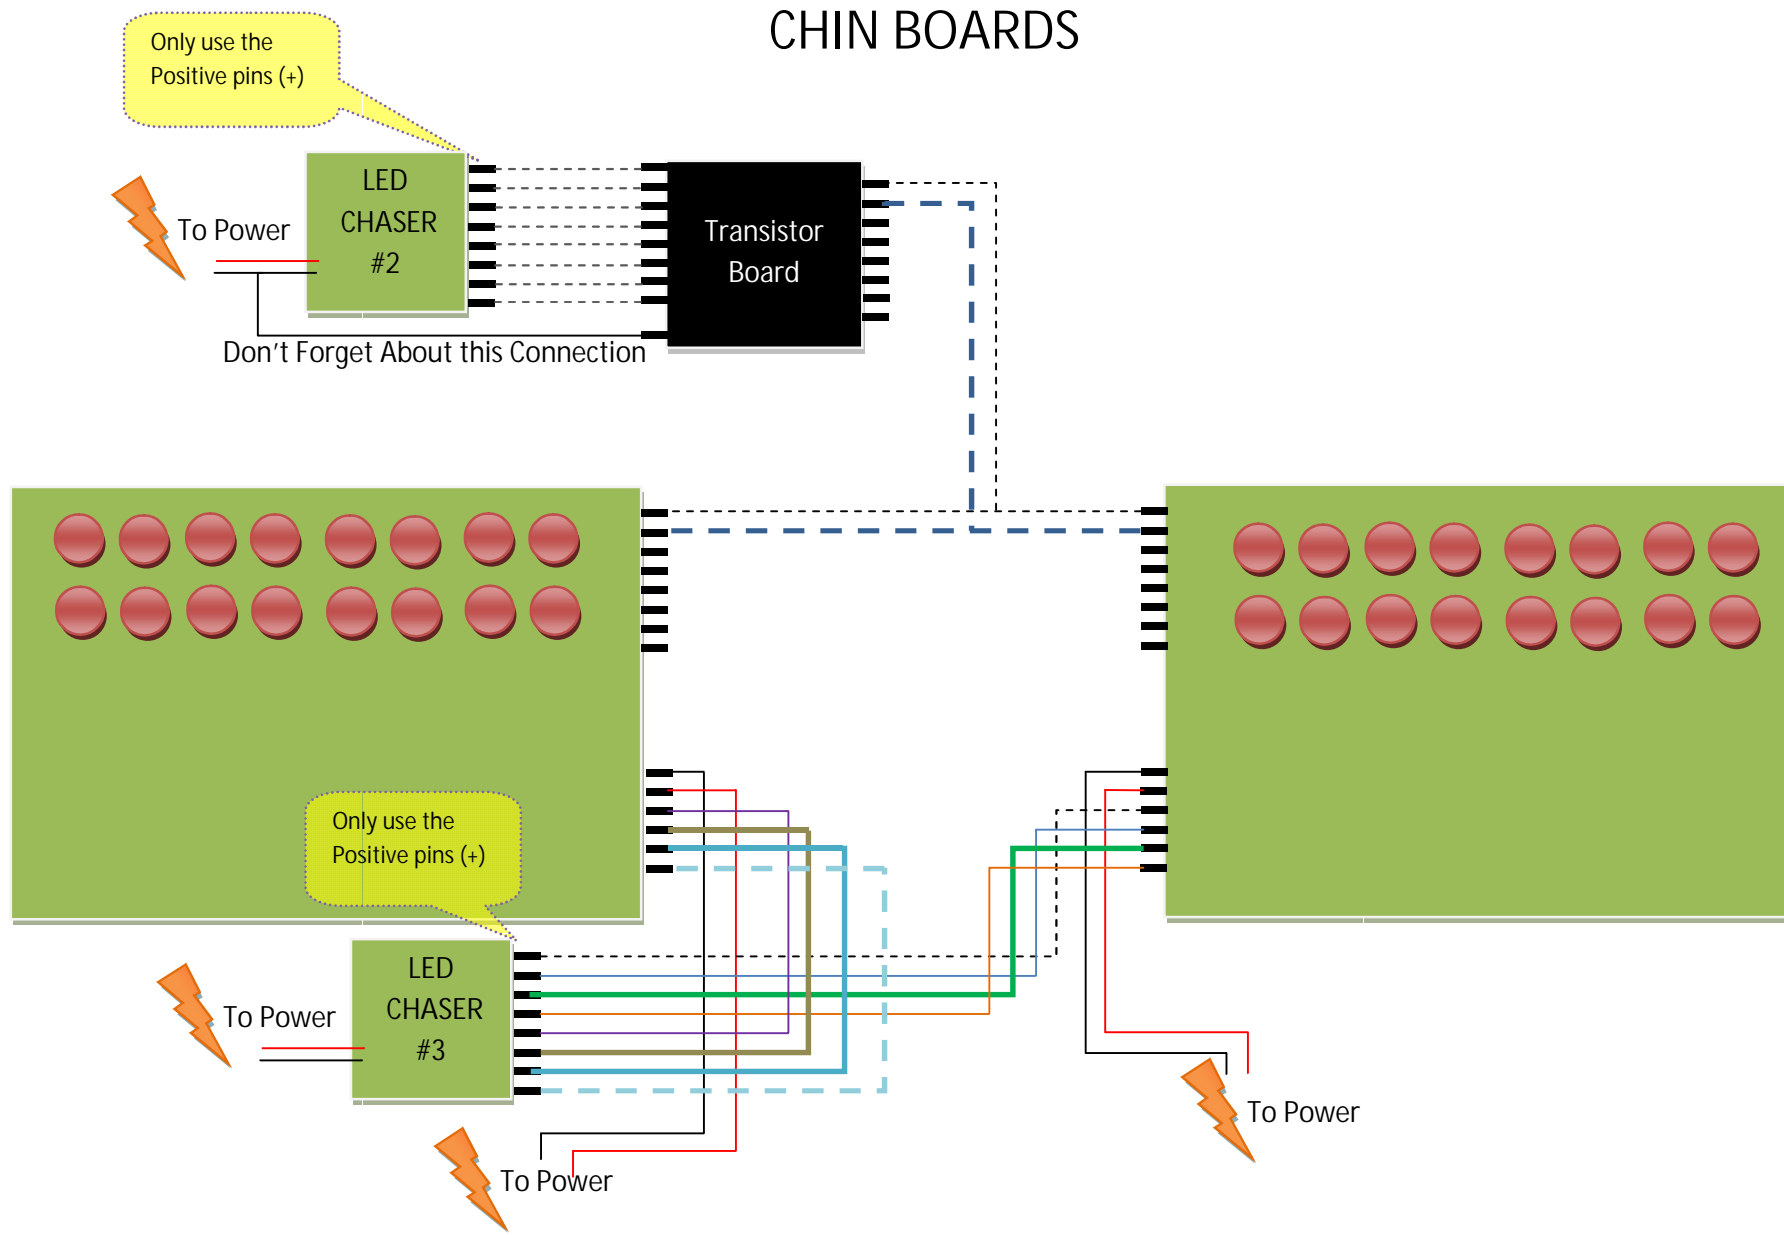 CHIN BOARDS
Only use the
Positive pins (+)
LED
CHASER
#2
To Power
Transistor
Board
Don't Forget About this Connection
Only use the
Positive pins (+)
LED
CHASER
#3
To Power
To Power
To Power